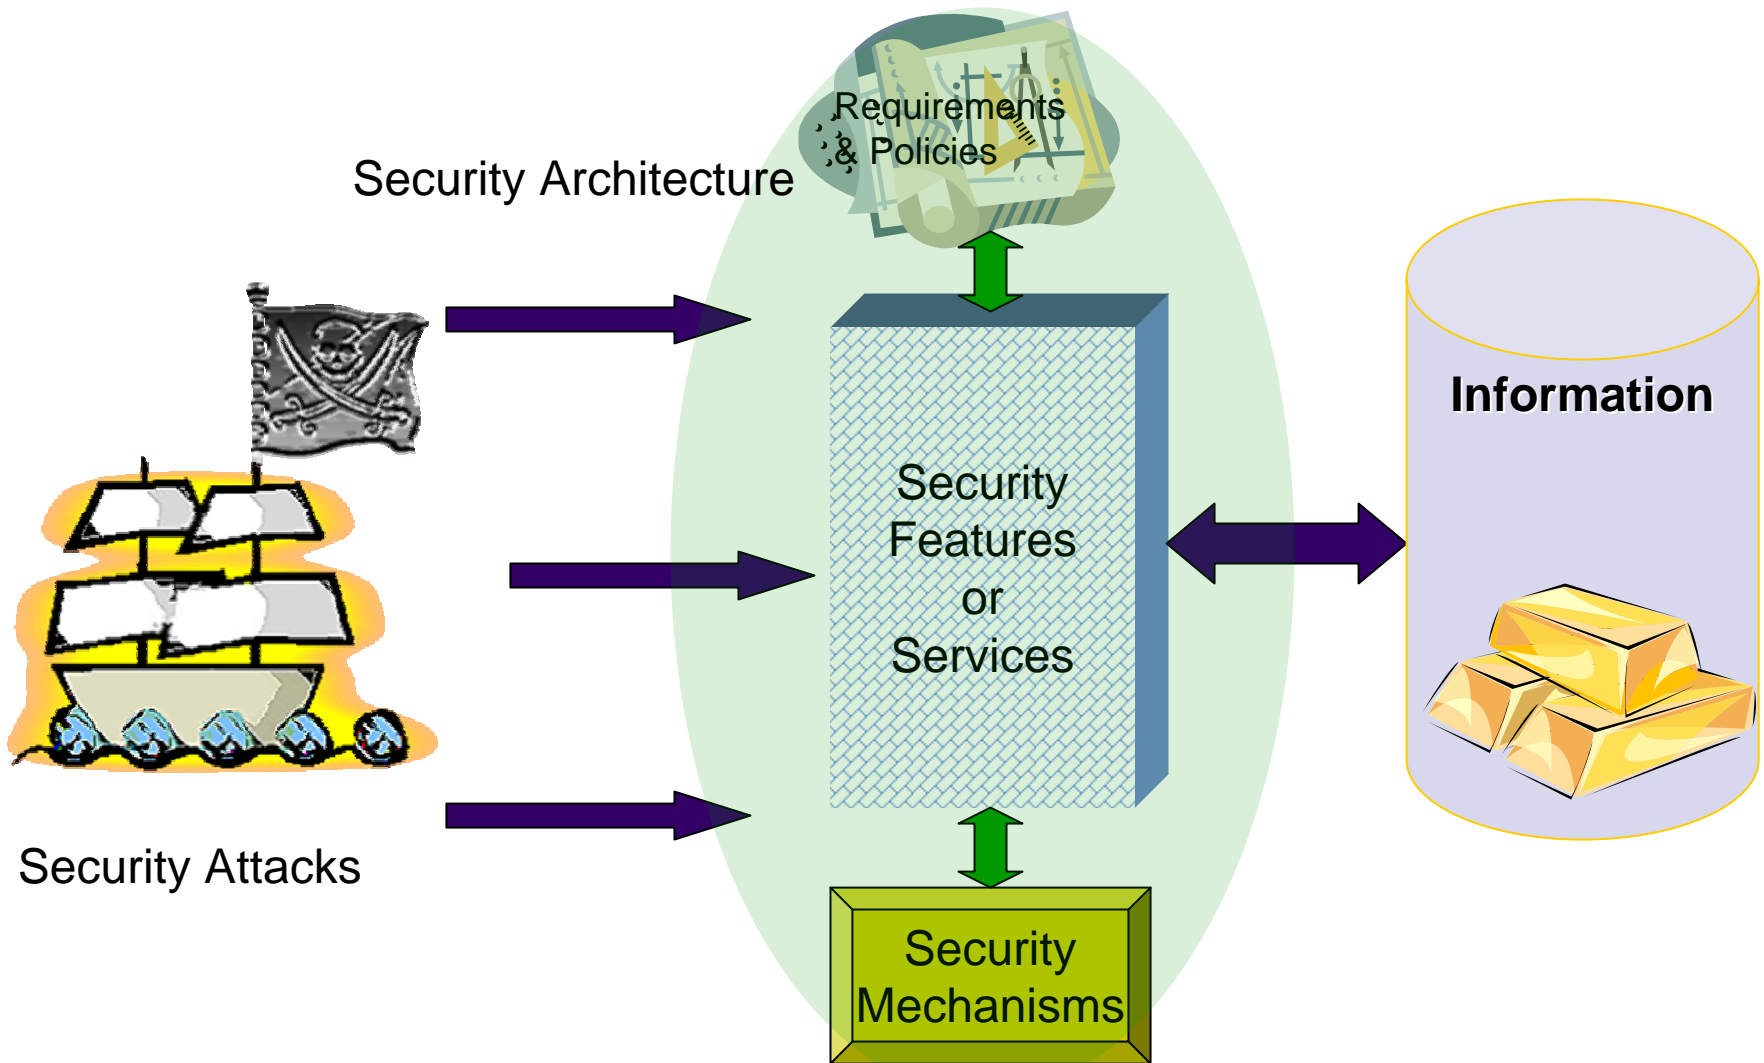 Requirements
& Policies
Security Architecture
Information
Security
Features
or
Services
Security Attacks
Security
Mechanisms